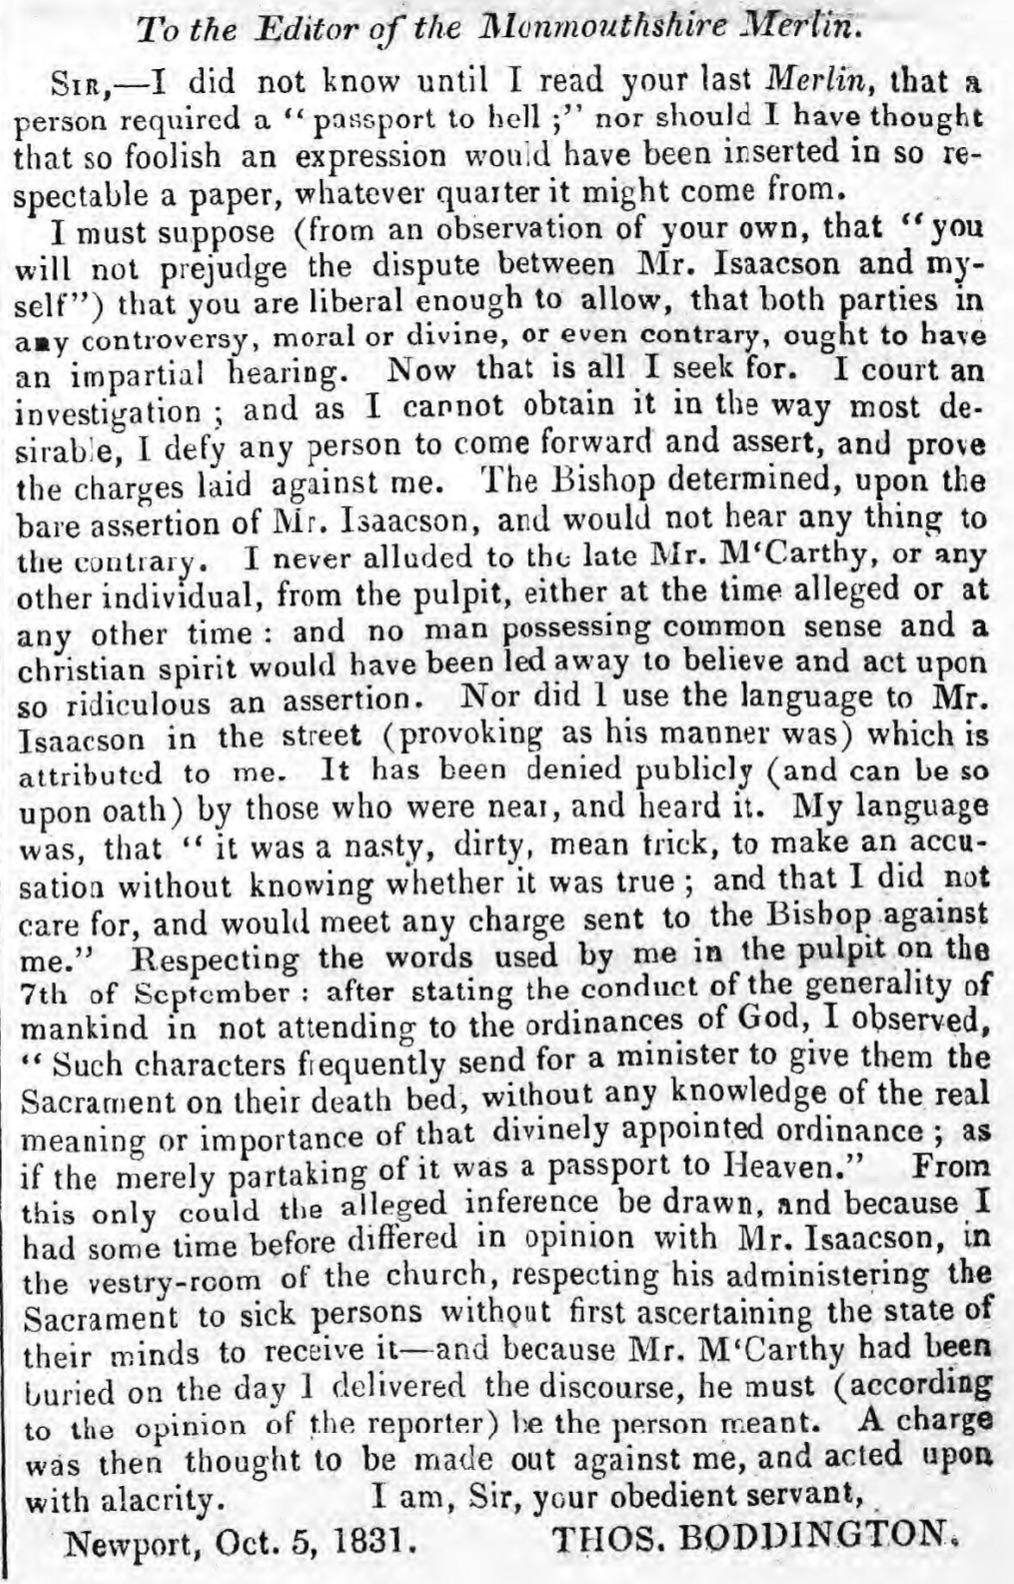 To the Editor of the Monmouthshire Merlin.
SIR,—I did not know until I read your last Merlin, that a
person required a “ passport to hell ;” nor should I have thought
that so foolish an expression would have been inserted in so re-
spectable a paper, whatever quarter it might come from.
I must suppose (from an observation of your own, that “ you
will not prejudge the dispute between Mr. Isaacson and my-
self”) that you are liberal enough to allow, that both parties in
any controversy, moral or divine, or even contrary, ought to have
an impartial hearing. Now that is all I seek for. I court an
investigation ; and as I cannot obtain it in the way most de-
sirable, I defy any person to come forward and assert, and prove
the charges laid against me. The Bishop determined, upon the
bare assertion of Mr. Isaacson, and would not hear any thing to
the contrary. I never alluded to the late Mr. M‘Carthy, or any
other individual, from the pulpit, either at the time alleged or at
any other time : and no man possessing common sense and a
christian spirit would have been led away to believe and act upon
so ridiculous an assertion. Nor did I use the language to Mr.
Isaacson in the street (provoking as his manner was) which is
attributed to me. It has been denied publicly (and can be so
upon oath) by those who were near, and heard it. My language
was, that “ it was a nasty, dirty, mean trick, to make an accu-
sation without knowing whether it was true ; and that I did not
care for, and would meet any charge sent to the Bishop against
me.” Respecting the words used by me in the pulpit on the
7th of September : after stating the conduct of the generality of
mankind in not attending to the ordinances of God, I observed,
“ Such characters frequently send for a minister to give them the
Sacrament on their death bed, without any knowledge of the real
meaning or importance of that divinely appointed ordinance ; as
if the merely partaking of it was a passport to Heaven.” From
this only could the alleged inference be drawn, and because I
had some time before differed in opinion with Mr. Isaacson, in
the vestry-room of the church, respecting his administering the
Sacrament to sick persons without first ascertaining the state of
their minds to receive it—and because Mr. M‘Carthy had been
buried on the day I delivered the discourse, he must (according
to the opinion of the reporter) be the person meant. A charge
was then thought to be made out against me, and acted upon
with alacrity. I am, Sir, your obedient servant,
Newport, Oct. 5, 1831. THOS. BODDINGTON.